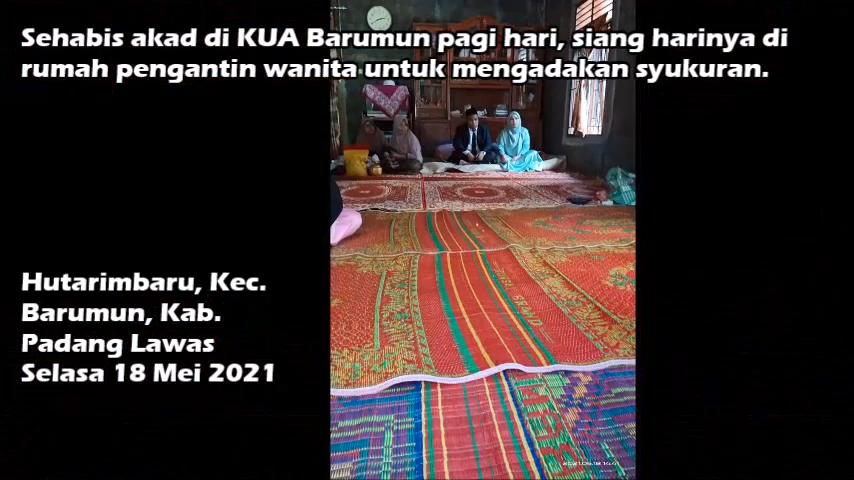 Sehabis akad di KUA Barumun pagi hari, siang harinya di
rumah pengantin wanita untuk mengadakan syukuran.
Hutarimbaru, Kec.
Barumun, Kab.
Padang Lawas
Selasa 18 Mei 2021